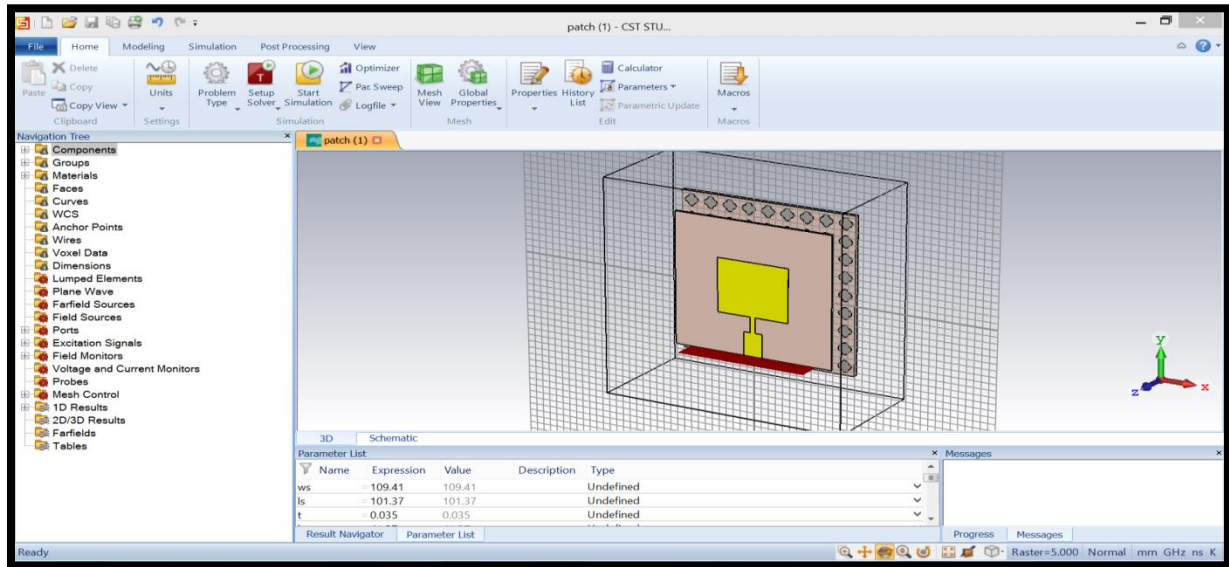 patch (1) - CST STU...
File Home Modeling Simulation Post Processing View
Paste Delete Copy Copy View
Units
Problem Type Setup Solver Start Simulation Optimizer Par. Sweep Logfile
Mesh View Global Properties
Properties History List Calculator Parameters Parametric Update
Macros
Clipboard Settings Simulation Mesh Edit Macros
Navigation Tree
Components
Groups
Materials
Faces
Curves
WCS
Anchor Points
Wires
Voxel Data
Dimensions
Lumped Elements
Plane Wave
Farfield Sources
Field Sources
Ports
Excitation Signals
Field Monitors
Voltage and Current Monitors
Probes
Mesh Control
1D Results
2D/3D Results
Farfields
Tables
patch (1)
y
z x
3D Schematic
Parameter List
Name Expression Value Description Type
ws = 109.41 109.41 Undefined
ls = 101.37 101.37 Undefined
t = 0.035 0.035 Undefined
Result Navigator Parameter List
Messages
Progress Messages
Ready
Raster=5.000 Normal mm GHz ns K